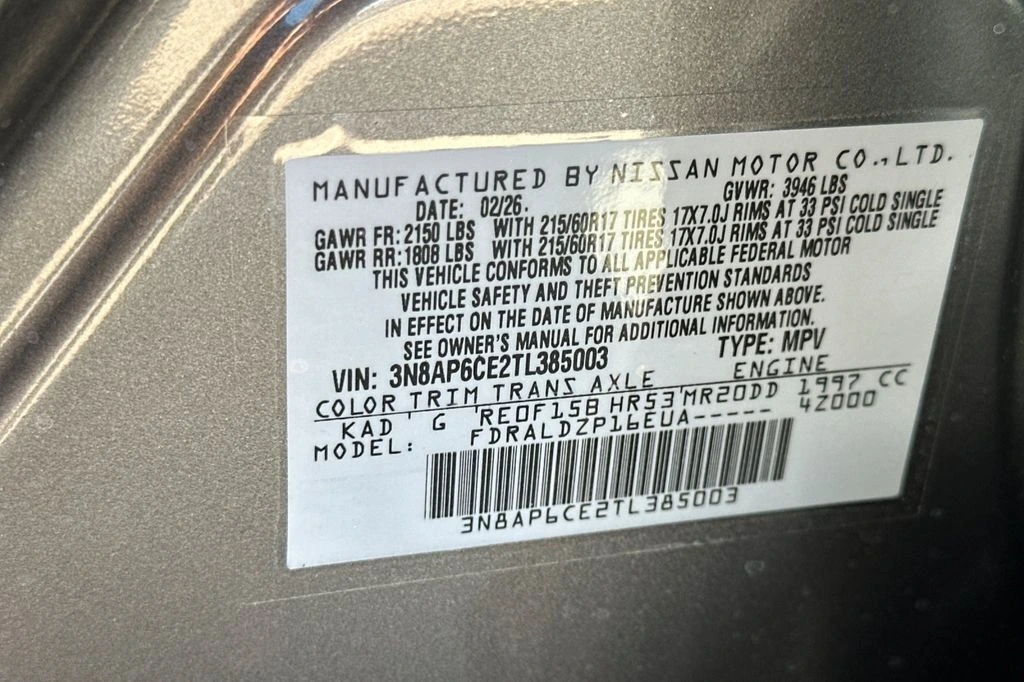 MANUFACTURED BY NISSAN MOTOR CO.,LTD.
DATE: 02/26. GVWR: 3946 LBS
GAWR FR: 2150 LBS WITH 215/60R17 TIRES 17X7.0J RIMS AT 33 PSI COLD SINGLE
GAWR RR: 1808 LBS WITH 215/60R17 TIRES 17X7.0J RIMS AT 33 PSI COLD SINGLE
THIS VEHICLE CONFORMS TO ALL APPLICABLE FEDERAL MOTOR
VEHICLE SAFETY AND THEFT PREVENTION STANDARDS
IN EFFECT ON THE DATE OF MANUFACTURE SHOWN ABOVE.
SEE OWNER'S MANUAL FOR ADDITIONAL INFORMATION.
VIN: 3N8AP6CE2TL385003 TYPE: MPV
COLOR TRIM TRANS AXLE ENGINE
KAD ' G 'RE0F15B HR53'MR20DD 1997 CC
MODEL: FDRALDZP16EUA----- 4Z000
3N8AP6CE2TL385003